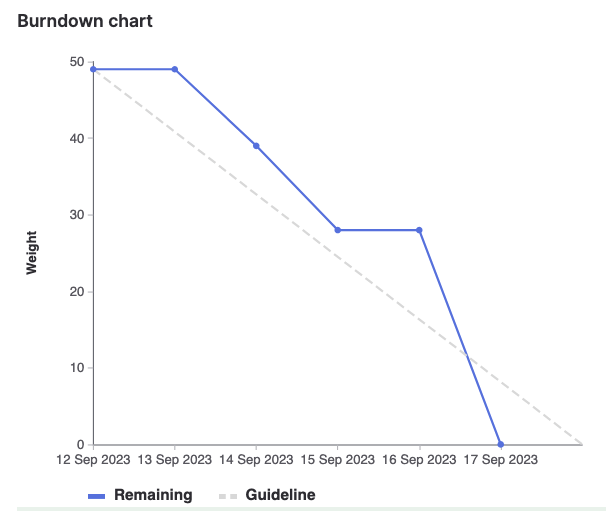 Burndown chart
50
40
30
20
10
0
Weight
12 Sep 2023 13 Sep 2023 14 Sep 2023 15 Sep 2023 16 Sep 2023 17 Sep 2023
Remaining Guideline